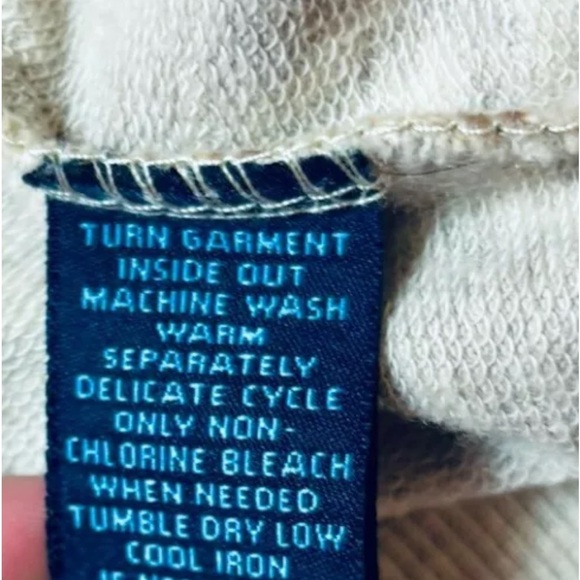 TURN GARMENT
INSIDE OUT
MACHINE WASH
WARM
SEPARATELY
DELICATE CYCLE
ONLY NON-
CHLORINE BLEACH
WHEN NEEDED
TUMBLE DRY LOW
COOL IRON